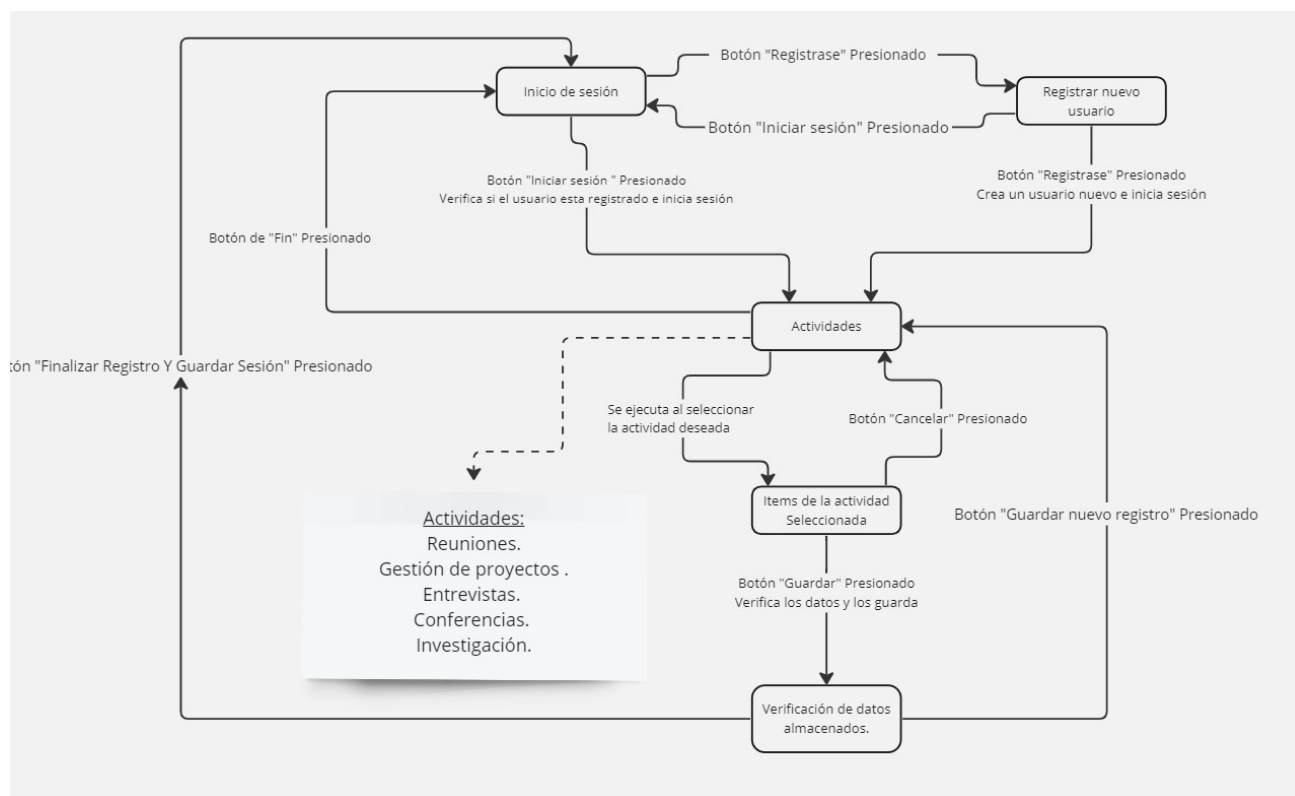 Botón "Registrase" Presionado
Inicio de sesión
Registrar nuevo
usuario
Botón "Iniciar sesión" Presionado
Botón "Iniciar sesión " Presionado
Verifica si el usuario esta registrado e inicia sesión
Botón "Registrase" Presionado
Crea un usuario nuevo e inicia sesión
Botón de "Fin" Presionado
Actividades
tón "Finalizar Registro Y Guardar Sesión" Presionado
Se ejecuta al seleccionar
la actividad deseada
Botón "Cancelar" Presionado
Items de la actividad
Seleccionada
Botón "Guardar nuevo registro" Presionado
Actividades:
Reuniones.
Gestión de proyectos .
Entrevistas.
Conferencias.
Investigación.
Botón "Guardar" Presionado
Verifica los datos y los guarda
Verificación de datos
almacenados.